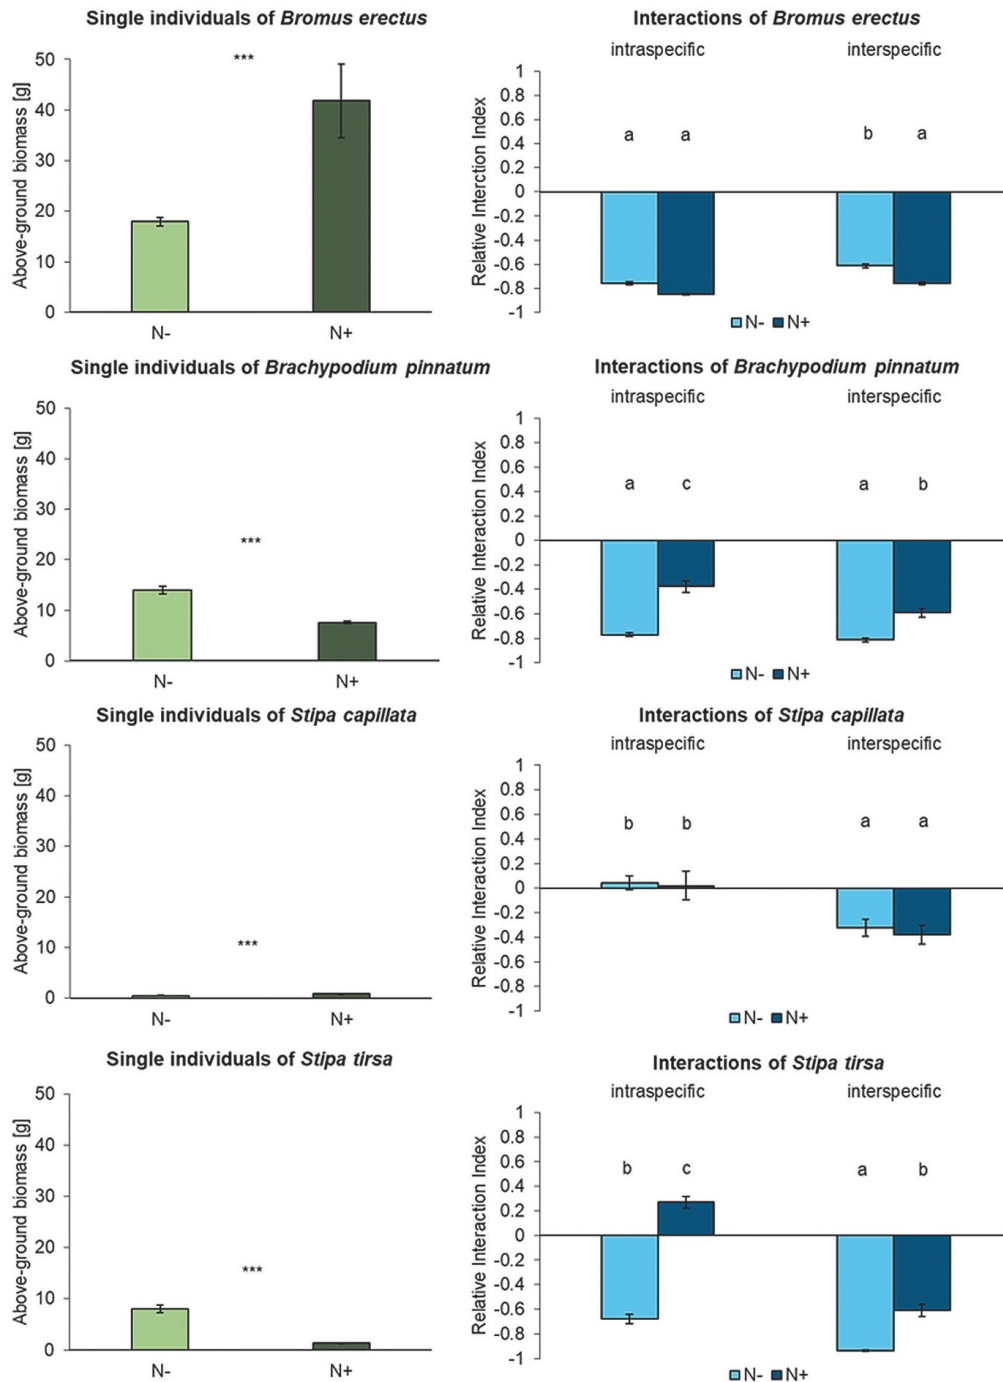 Single individuals of Bromus erectus
Above-ground biomass [g]
50
40
30
20
10
0
***
N-
N+
Interactions of Bromus erectus
intraspecific
interspecific
Relative Interction Index
1
0.8
0.6
0.4
0.2
0
-0.2
-0.4
-0.6
-0.8
-1
a
a
b
a
N-
N+
Single individuals of Brachypodium pinnatum
Above-ground biomass [g]
50
40
30
20
10
0
***
N-
N+
Interactions of Brachypodium pinnatum
intraspecific
interspecific
Relative Interaction Index
1
0.8
0.6
0.4
0.2
0
-0.2
-0.4
-0.6
-0.8
-1
a
c
a
b
N-
N+
Single individuals of Stipa capillata
Above-ground biomass [g]
50
40
30
20
10
0
***
N-
N+
Interactions of Stipa capillata
intraspecific
interspecific
Relative Interaction Index
1
0.8
0.6
0.4
0.2
0
-0.2
-0.4
-0.6
-0.8
-1
b
b
a
a
N-
N+
Single individuals of Stipa tirsa
Above-ground biomass [g]
50
40
30
20
10
0
***
N-
N+
Interactions of Stipa tirsa
intraspecific
interspecific
Relative Interaction Index
1
0.8
0.6
0.4
0.2
0
-0.2
-0.4
-0.6
-0.8
-1
b
c
a
b
N-
N+